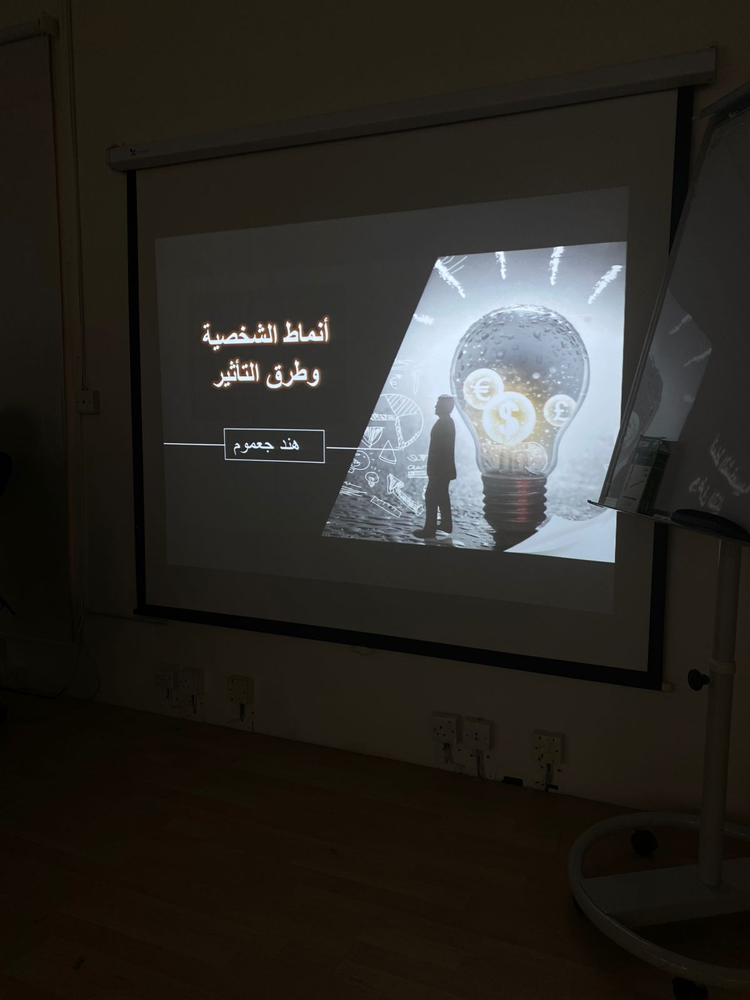 أنماط الشخصية
وطرق التأثير
هند جعموم
€
$
£